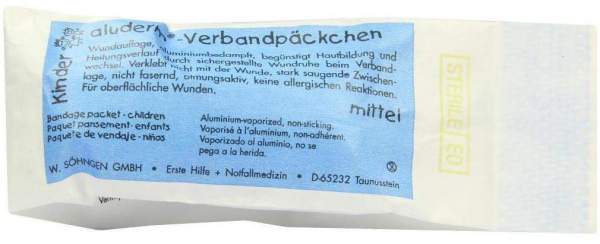 Kinder aluderm®-Verbandpäckchen
Wundauflage, aluminiumbedampft, begünstigt Hautbildung und
Heilungsverlauf durch sichergestellte Wundruhe beim Verband-
wechsel. Verklebt nicht mit der Wunde, stark saugende Zwischen-
lage, nicht fasernd, atmungsaktiv, keine allergischen Reaktionen.
Für oberflächliche Wunden.
mittel
Bandage packet - children
Paquet pansement - enfants
Paquete de vendaje - niños
Aluminium-vaporized, non-sticking.
Vaporisé à l'aluminium, non-adhérent.
Vaporizado al aluminio, no se
pega a la herida.
W. SÖHNGEN GMBH • Erste Hilfe + Notfallmedizin • D-65232 Taunusstein
STERILE EO